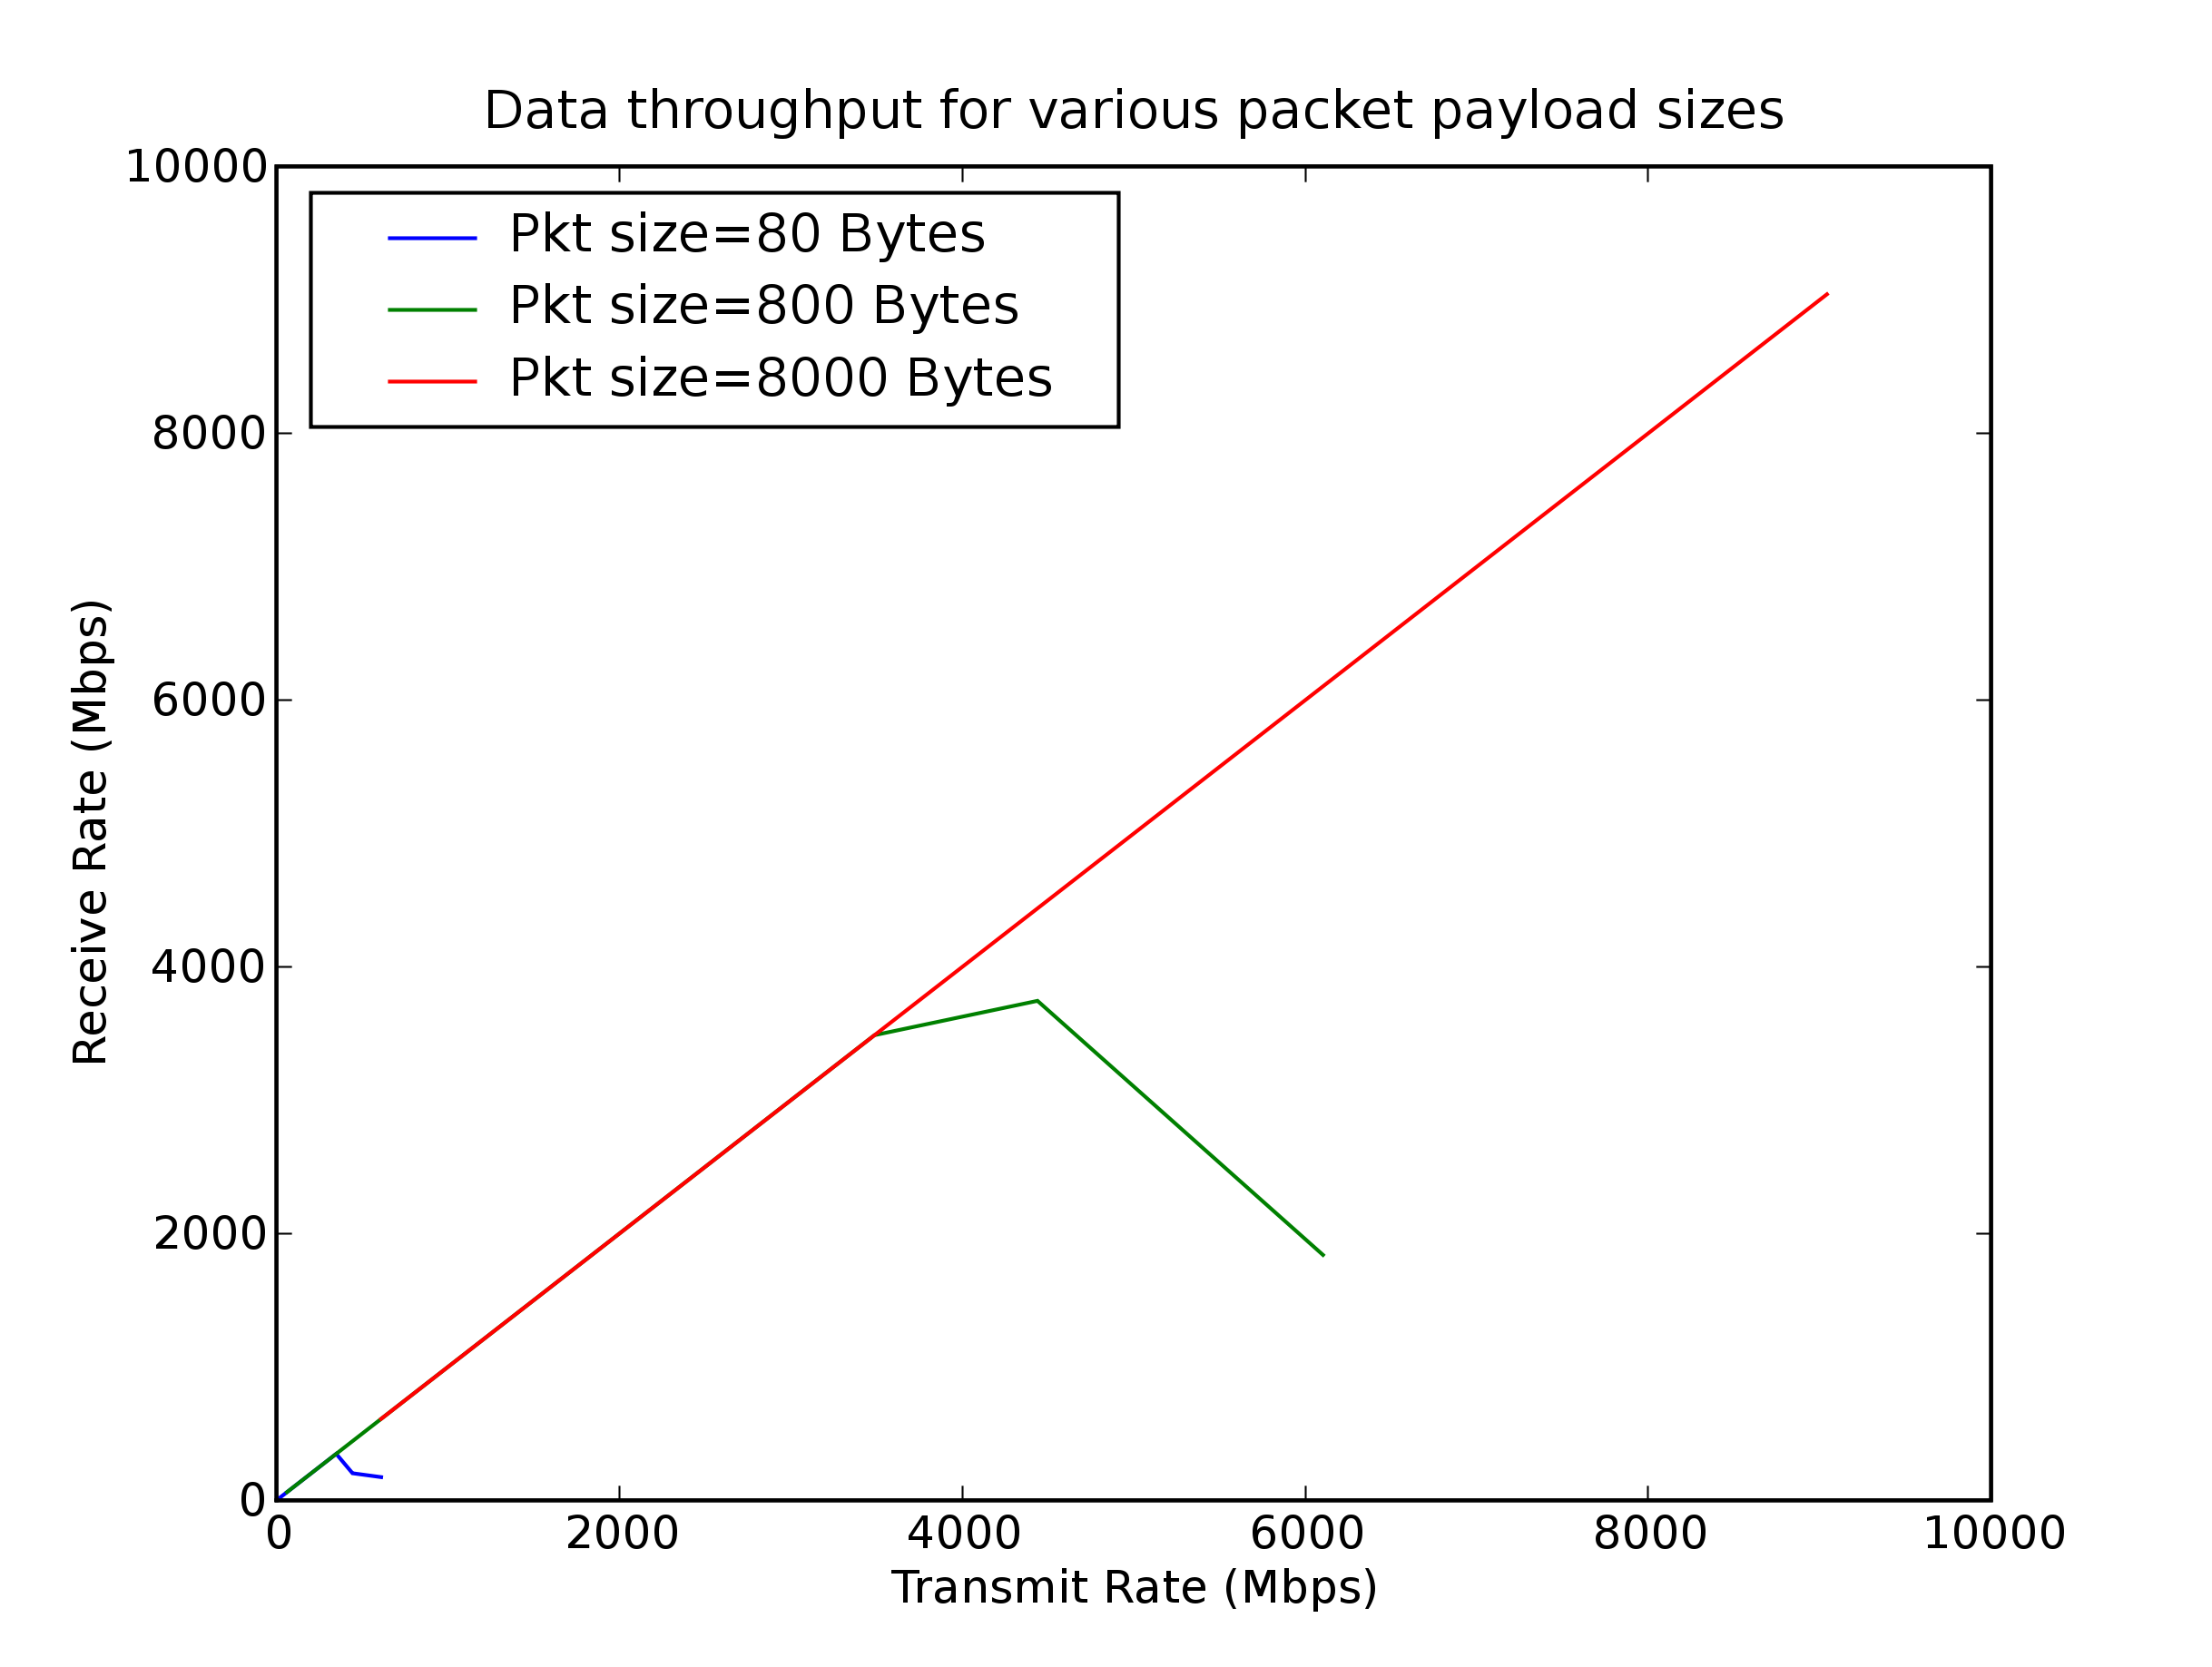 Data throughput for various packet payload sizes
10000
Pkt size=80 Bytes
Pkt size=800 Bytes
Pkt size=8000 Bytes
8000
6000
Receive Rate (Mbps)
4000
2000
0
0 2000 4000 6000 8000 10000
Transmit Rate (Mbps)